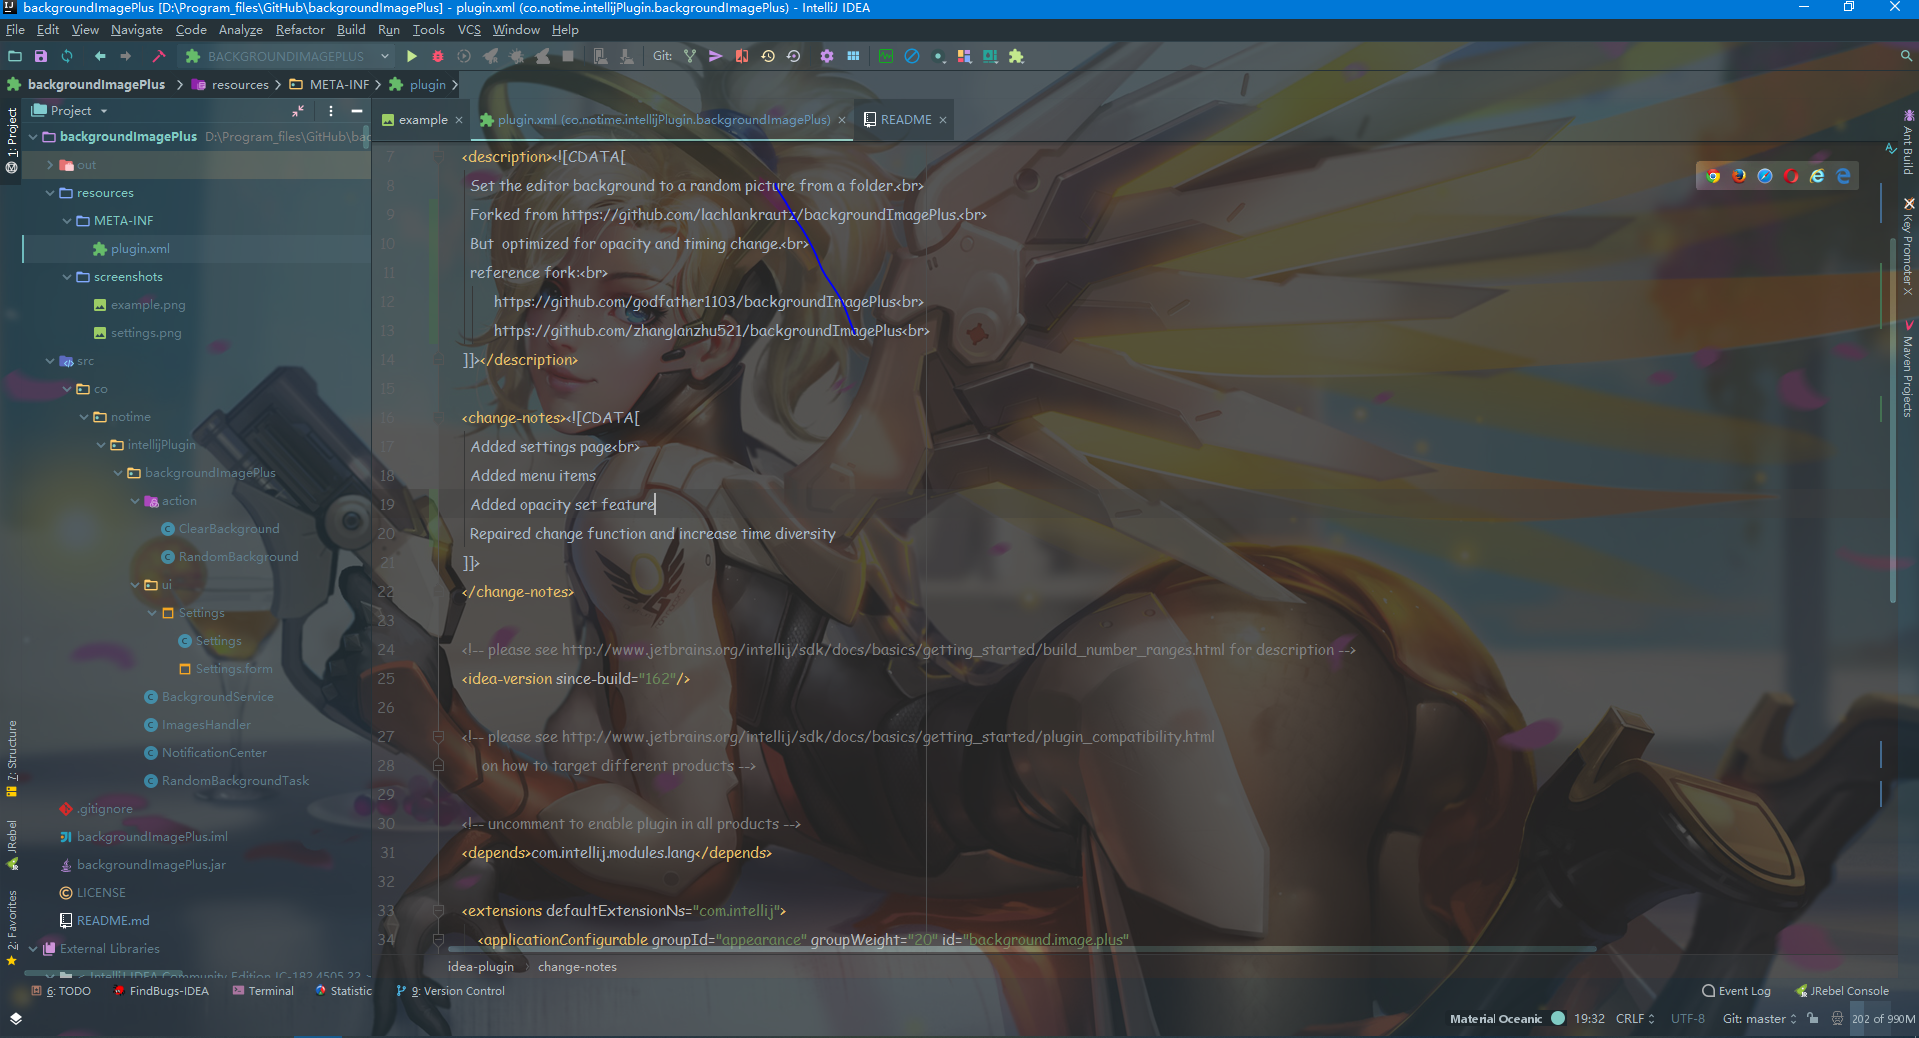 backgroundImagePlus [D:\Program_files\GitHub\backgroundImagePlus] - plugin.xml (co.notime.intellijPlugin.backgroundImagePlus) - IntelliJ IDEA
File Edit View Navigate Code Analyze Refactor Build Run Tools VCS Window Help
BACKGROUNDIMAGEPLUS Git:
backgroundImagePlus resources META-INF plugin
Project
example plugin.xml (co.notime.intellijPlugin.backgroundImagePlus) README
1: Project
7: Structure
JRebel
2: Favorites
backgroundImagePlus D:\Program_files\GitHub\bac
out
resources
META-INF
plugin.xml
screenshots
example.png
settings.png
src
co
notime
intellijPlugin
backgroundImagePlus
action
ClearBackground
RandomBackground
ui
Settings
Settings
Settings.form
BackgroundService
ImagesHandler
NotificationCenter
RandomBackgroundTask
.gitignore
backgroundImagePlus.iml
backgroundImagePlus.jar
LICENSE
README.md
External Libraries
< IntelliJ IDEA Community Edition IC-182.4505.22 >
7 <description><![CDATA[
8 Set the editor background to a random picture from a folder.<br>
9 Forked from https://github.com/lachlankrautz/backgroundImagePlus.<br>
10 But  optimized for opacity and timing change.<br>
11 reference fork:<br>
12 https://github.com/godfather1103/backgroundImagePlus<br>
13 https://github.com/zhanglanzhu521/backgroundImagePlus<br>
14 ]]></description>
15
16 <change-notes><![CDATA[
17 Added settings page<br>
18 Added menu items
19 Added opacity set feature
20 Repaired change function and increase time diversity
21 ]]>
22 </change-notes>
23
24 <!-- please see http://www.jetbrains.org/intellij/sdk/docs/basics/getting_started/build_number_ranges.html for description -->
25 <idea-version since-build="162"/>
26
27 <!-- please see http://www.jetbrains.org/intellij/sdk/docs/basics/getting_started/plugin_compatibility.html
28 on how to target different products -->
29
30 <!-- uncomment to enable plugin in all products -->
31 <depends>com.intellij.modules.lang</depends>
32
33 <extensions defaultExtensionNs="com.intellij">
34 <applicationConfigurable groupId="appearance" groupWeight="20" id="background.image.plus"
Ant Build
Key Promoter X
Maven Projects
idea-plugin change-notes
6: TODO FindBugs-IDEA Terminal Statistic 9: Version Control Event Log JRebel Console
Material Oceanic 19:32 CRLF UTF-8 Git: master 202 of 990M